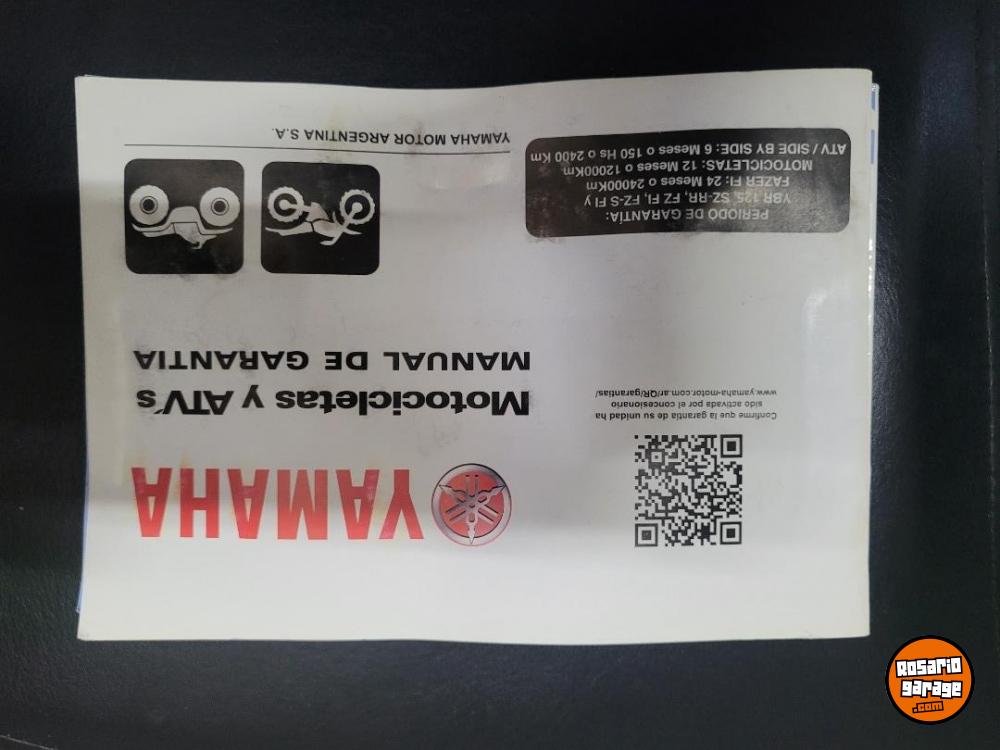 Confirme que la garantía de su unidad ha
sido activada por el concesionario
www.yamaha-motor.com.ar/QR/garantias/
PERIODO DE GARANTÍA:
YBR 125, SZ-RR, FZ FI, FZ-S FI y
FAZER FI: 24 Meses o 24000Km
MOTOCICLETAS: 12 Meses o 12000Km
ATV / SIDE BY SIDE: 6 Meses o 150 Hs o 2400 Km
YAMAHA
Motocicletas y ATV's
MANUAL DE GARANTIA
YAMAHA MOTOR ARGENTINA S.A.
RosaRio
garage
.com